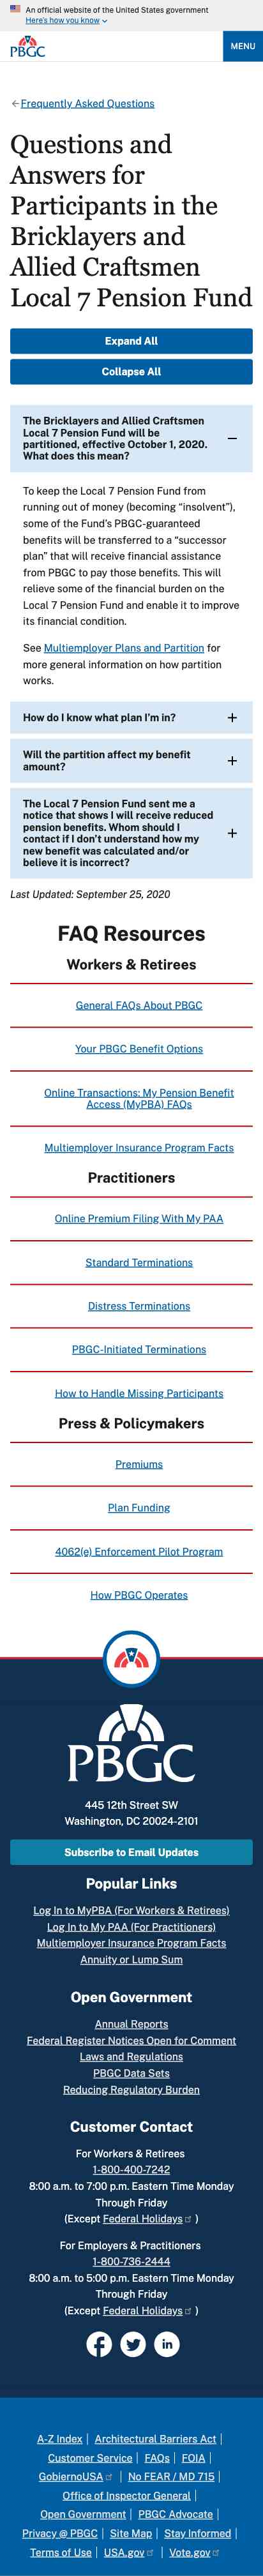 An official website of the United States government
Here's how you know
PBGC
MENU
Frequently Asked Questions
Questions and
Answers for
Participants in the
Bricklayers and
Allied Craftsmen
Local 7 Pension Fund
Expand All
Collapse All
The Bricklayers and Allied Craftsmen
Local 7 Pension Fund will be
partitioned, effective October 1, 2020.
What does this mean?
To keep the Local 7 Pension Fund from
running out of money (becoming “insolvent”),
some of the Fund’s PBGC-guaranteed
benefits will be transferred to a “successor
plan” that will receive financial assistance
from PBGC to pay those benefits. This will
relieve some of the financial burden on the
Local 7 Pension Fund and enable it to improve
its financial condition.
See Multiemployer Plans and Partition for
more general information on how partition
works.
How do I know what plan I’m in?
Will the partition affect my benefit
amount?
The Local 7 Pension Fund sent me a
notice that shows I will receive reduced
pension benefits. Whom should I
contact if I don’t understand how my
new benefit was calculated and/or
believe it is incorrect?
Last Updated: September 25, 2020
FAQ Resources
Workers & Retirees
General FAQs About PBGC
Your PBGC Benefit Options
Online Transactions: My Pension Benefit
Access (MyPBA) FAQs
Multiemployer Insurance Program Facts
Practitioners
Online Premium Filing With My PAA
Standard Terminations
Distress Terminations
PBGC-Initiated Terminations
How to Handle Missing Participants
Press & Policymakers
Premiums
Plan Funding
4062(e) Enforcement Pilot Program
How PBGC Operates
PBGC
445 12th Street SW
Washington, DC 20024-2101
Subscribe to Email Updates
Popular Links
Log In to MyPBA (For Workers & Retirees)
Log In to My PAA (For Practitioners)
Multiemployer Insurance Program Facts
Annuity or Lump Sum
Open Government
Annual Reports
Federal Register Notices Open for Comment
Laws and Regulations
PBGC Data Sets
Reducing Regulatory Burden
Customer Contact
For Workers & Retirees
1-800-400-7242
8:00 a.m. to 7:00 p.m. Eastern Time Monday
Through Friday
(Except Federal Holidays )
For Employers & Practitioners
1-800-736-2444
8:00 a.m. to 5:00 p.m. Eastern Time Monday
Through Friday
(Except Federal Holidays )
A-Z Index | Architectural Barriers Act |
Customer Service | FAQs | FOIA |
GobiernoUSA | No FEAR / MD 715 |
Office of Inspector General |
Open Government | PBGC Advocate |
Privacy @ PBGC | Site Map | Stay Informed |
Terms of Use | USA.gov | Vote.gov